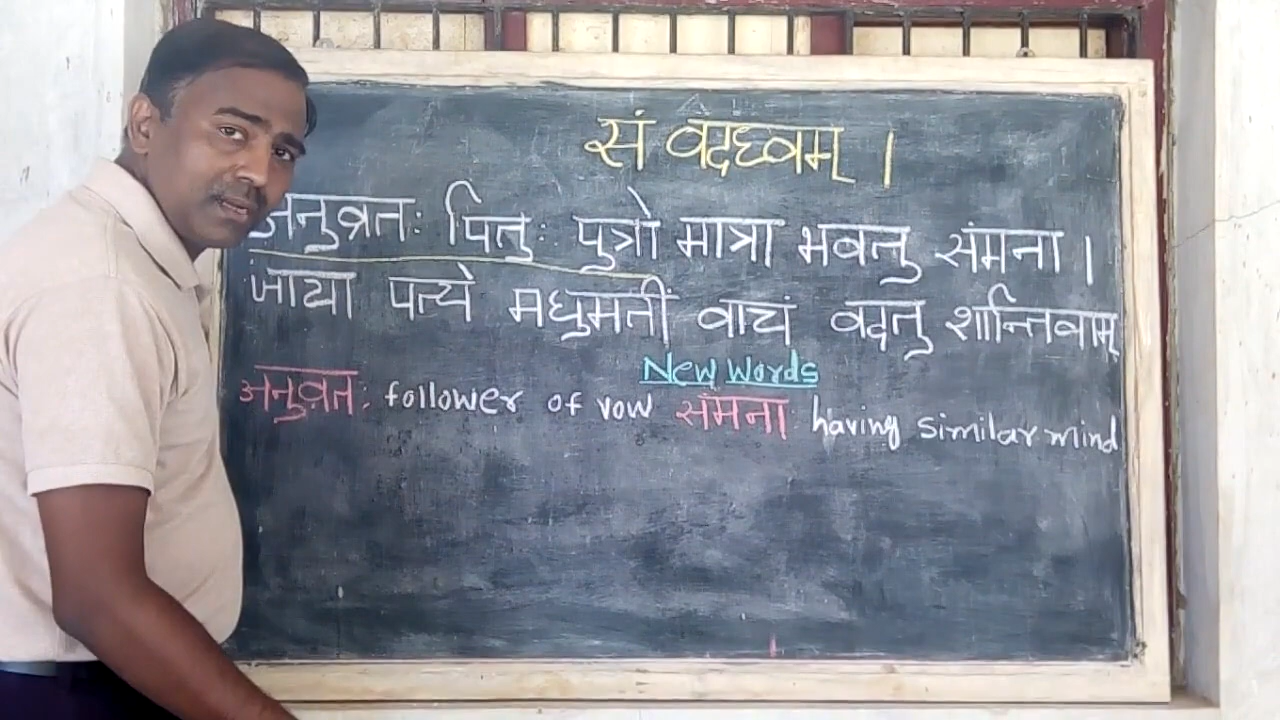 सं वदध्वम् ।
अनुव्रतः पितुः पुत्रो मात्रा भवतु संमना ।
जाया पत्ये मधुमतीं वाचं वदतु शान्तिवाम्
New Words
अनुव्रतः follower of vow संमनाः having similar mind